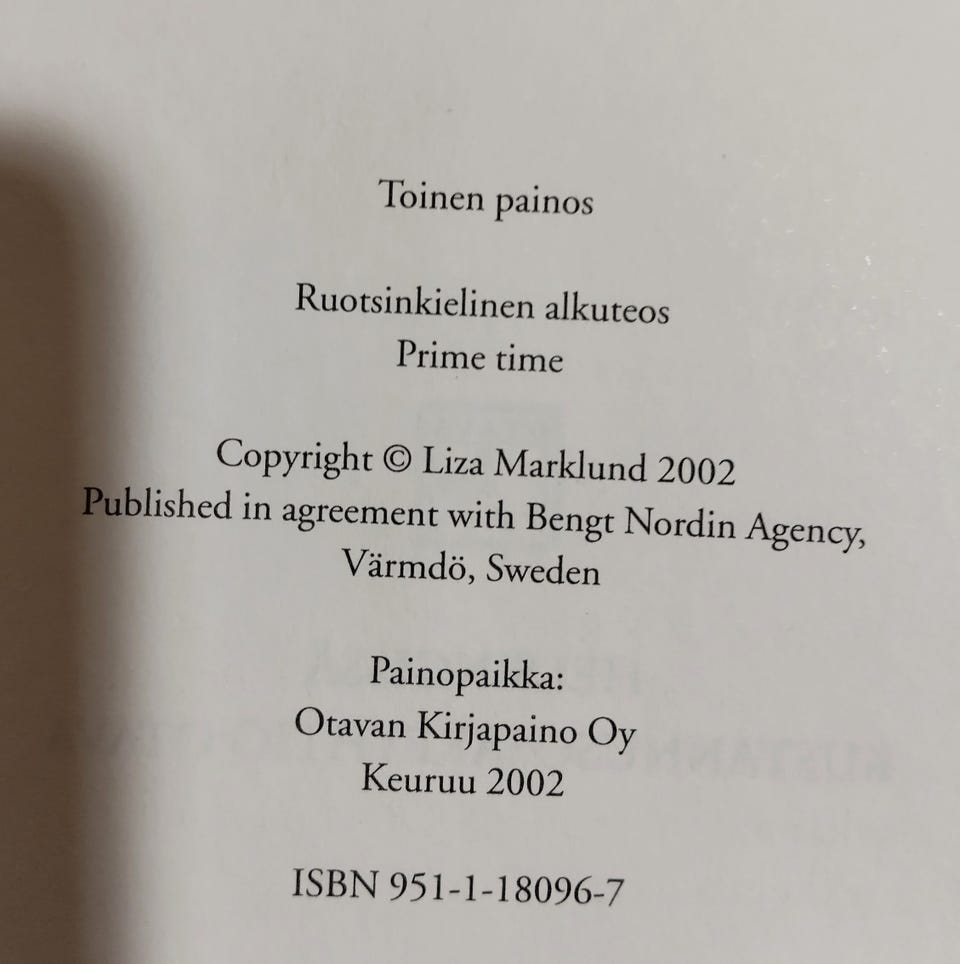 Toinen painos
Ruotsinkielinen alkuteos
Prime time
Copyright © Liza Marklund 2002
Published in agreement with Bengt Nordin Agency,
Värmdö, Sweden
Painopaikka:
Otavan Kirjapaino Oy
Keuruu 2002
ISBN 951-1-18096-7